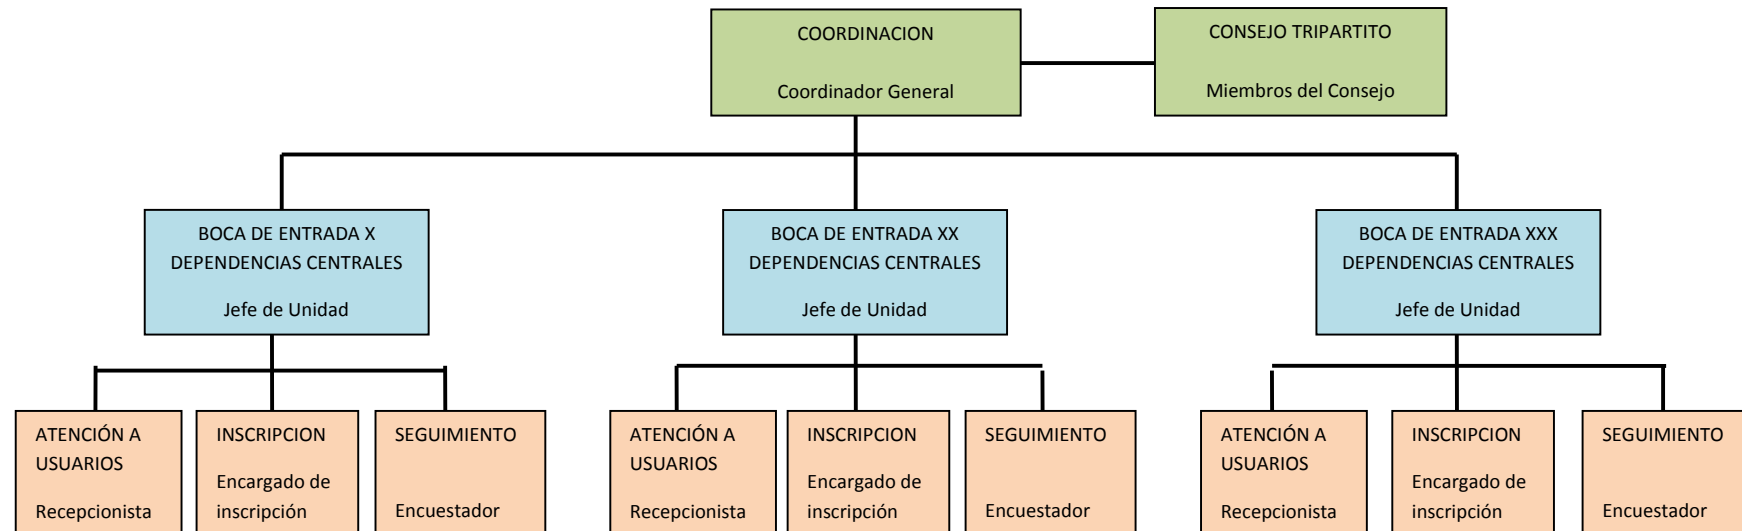 COORDINACION
Coordinador General
CONSEJO TRIPARTITO
Miembros del Consejo
BOCA DE ENTRADA X
DEPENDENCIAS CENTRALES
Jefe de Unidad
BOCA DE ENTRADA XX
DEPENDENCIAS CENTRALES
Jefe de Unidad
BOCA DE ENTRADA XXX
DEPENDENCIAS CENTRALES
Jefe de Unidad
ATENCIÓN A
USUARIOS
Recepcionista
INSCRIPCION
Encargado de
inscripción
SEGUIMIENTO
Encuestador
ATENCIÓN A
USUARIOS
Recepcionista
INSCRIPCION
Encargado de
inscripción
SEGUIMIENTO
Encuestador
ATENCIÓN A
USUARIOS
Recepcionista
INSCRIPCION
Encargado de
inscripción
SEGUIMIENTO
Encuestador